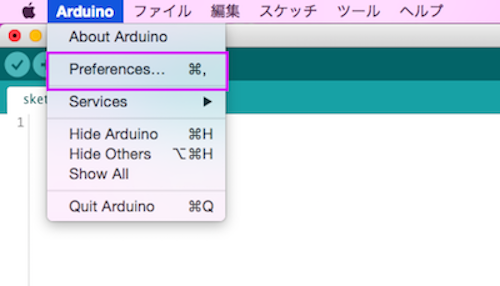 Arduino ファイル 編集 スケッチ ツール ヘルプ
About Arduino
Preferences... ⌘,
Services ▶
sket
1
Hide Arduino ⌘H
Hide Others ⌥⌘H
Show All
Quit Arduino ⌘Q